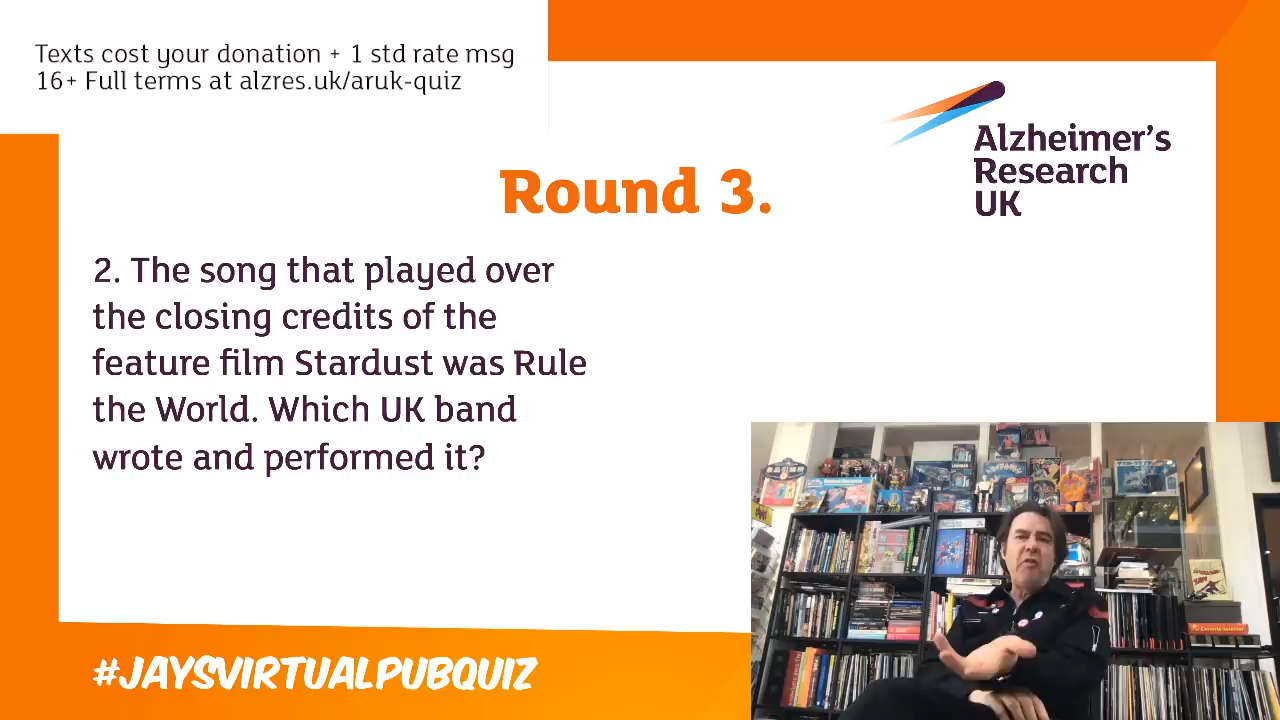 Texts cost your donation + 1 std rate msg
16+ Full terms at alzres.uk/aruk-quiz
Alzheimer's
Research
UK
Round 3.
2. The song that played over
the closing credits of the
feature film Stardust was Rule
the World. Which UK band
wrote and performed it?
#JAYSVIRTUALPUBQUIZ